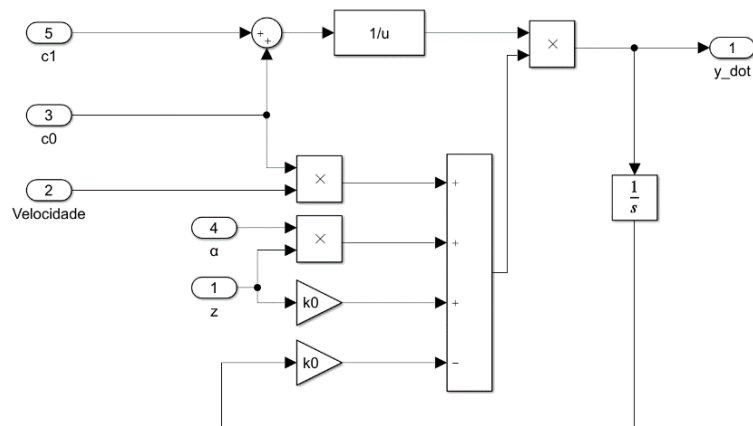 5
c1
+
+
1/u
×
1
y_dot
3
c0
2
Velocidade
×
+
1
s
4
α
×
+
1
z
k0
+
k0
−